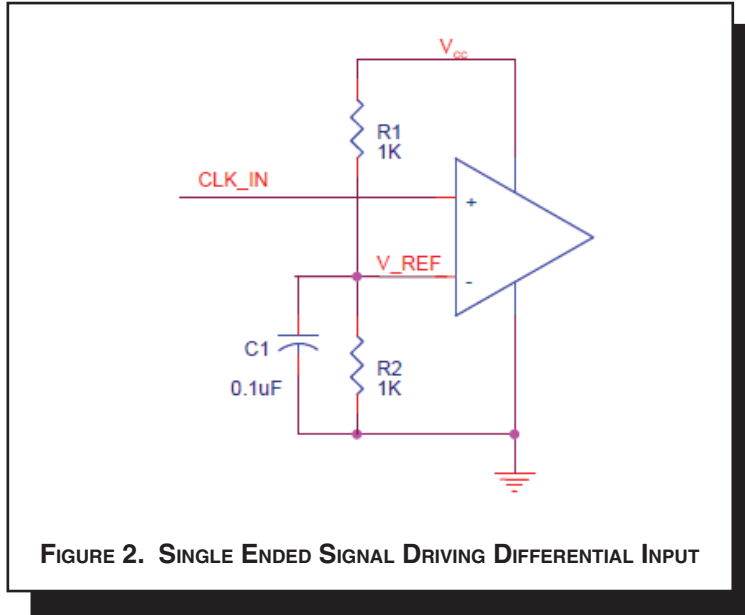 Vcc
R1
1K
CLK_IN
+
V_REF
-
C1
0.1uF
R2
1K
FIGURE 2. SINGLE ENDED SIGNAL DRIVING DIFFERENTIAL INPUT